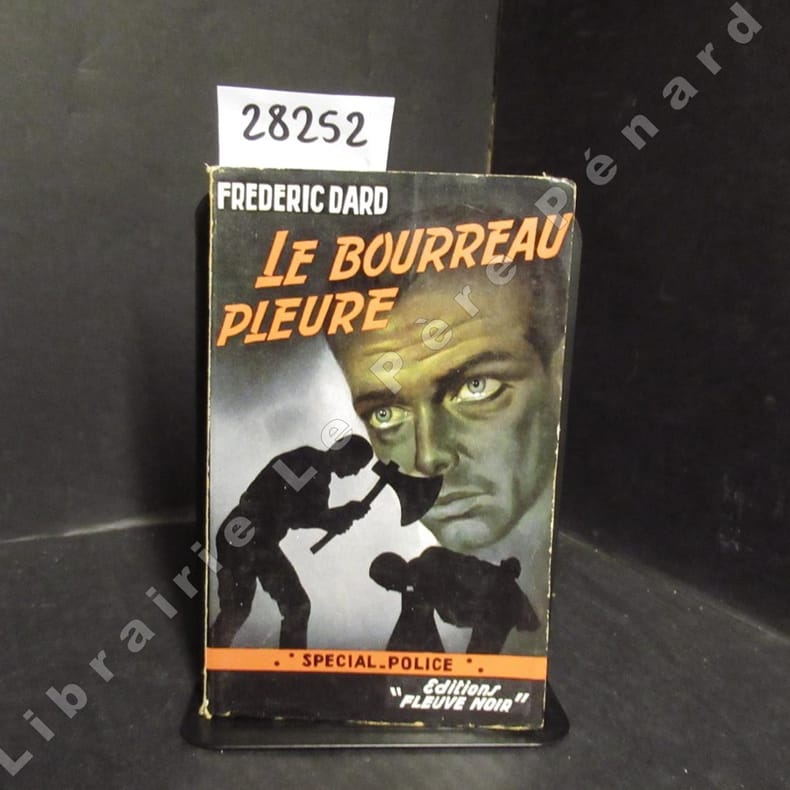 28252
FREDERIC DARD
LE BOURREAU
PLEURE
SPECIAL-POLICE
Editions
"FLEUVE NOIR"
Librairie Le Père Pénard